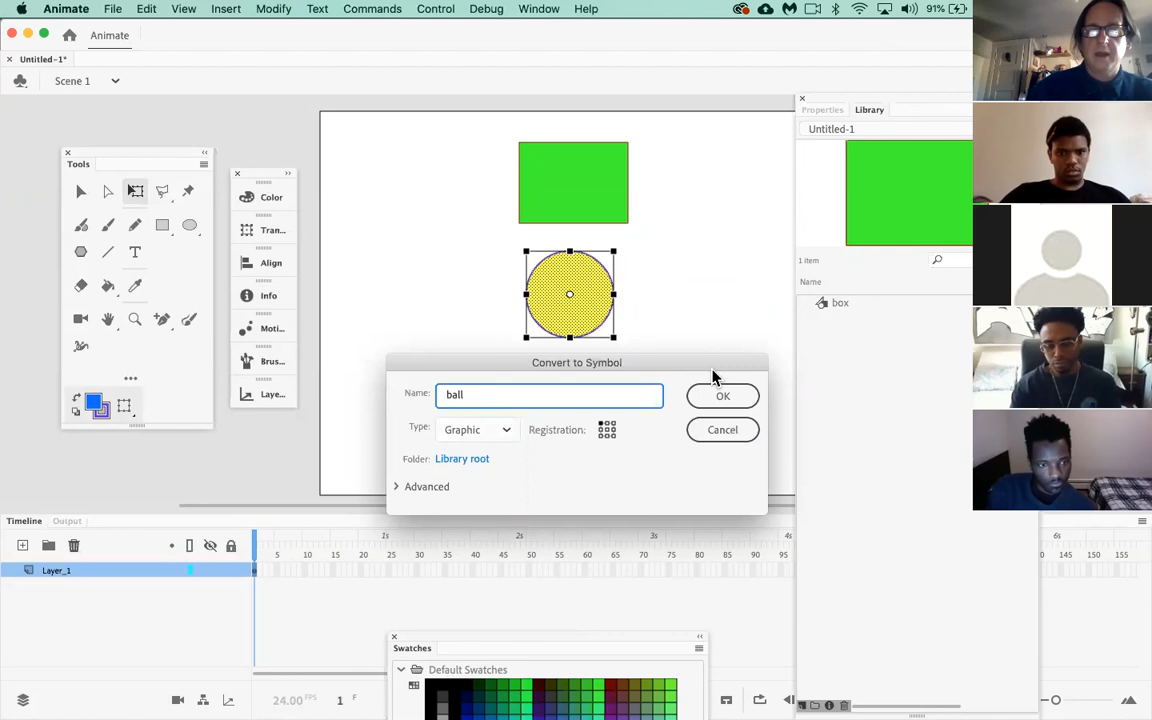 Animate File Edit View Insert Modify Text Commands Control Debug Window Help 91%
Animate
Untitled-1*
Scene 1
Properties Library
Untitled-1
Tools
Color
Tran...
Align
Info
Moti...
Brus...
Laye...
1 item
Name
box
Convert to Symbol
Name: ball OK
Type: Graphic Registration: Cancel
Folder: Library root
Advanced
Timeline Output
1s 2s 3s 4s 6s
5 10 15 20 25 30 35 40 45 50 55 60 65 70 75 80 85 90 95 0 145 150 155
Layer_1
Swatches
Default Swatches
24.00 FPS 1 F